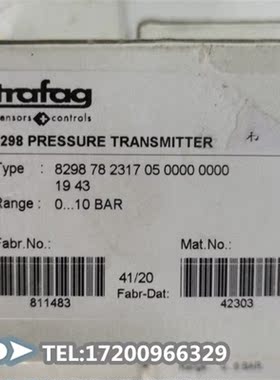 trafag
sensors + controls
8298 PRESSURE TRANSMITTER
Type : 8298 78 2317 05 0000 0000
19 43
Range : 0...10 BAR
Fabr.No.: Mat.No.:
811483 41/20 42303
Fabr-Dat:
TEL:17200966329